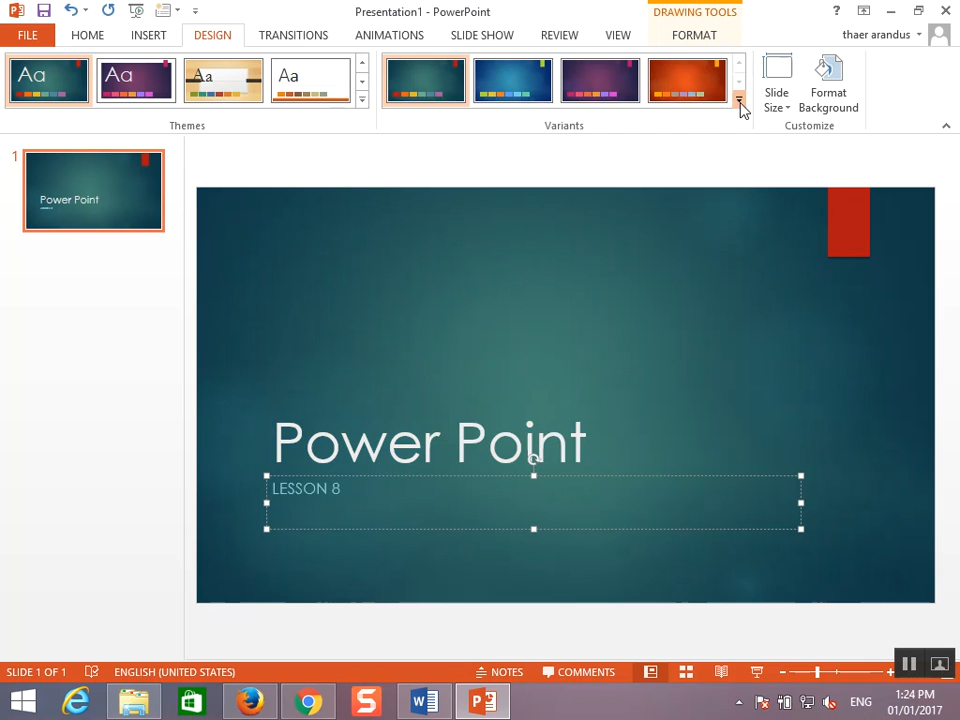 Presentation1 - PowerPoint
DRAWING TOOLS
?
FILE
HOME
INSERT
DESIGN
TRANSITIONS
ANIMATIONS
SLIDE SHOW
REVIEW
VIEW
FORMAT
thaer arandus
Aa
Aa
Aa
Aa
Slide Size
Format Background
Themes
Variants
Customize
1
Power Point
Power Point
LESSON 8
SLIDE 1 OF 1
ENGLISH (UNITED STATES)
NOTES
COMMENTS
ENG
1:24 PM
01/01/2017